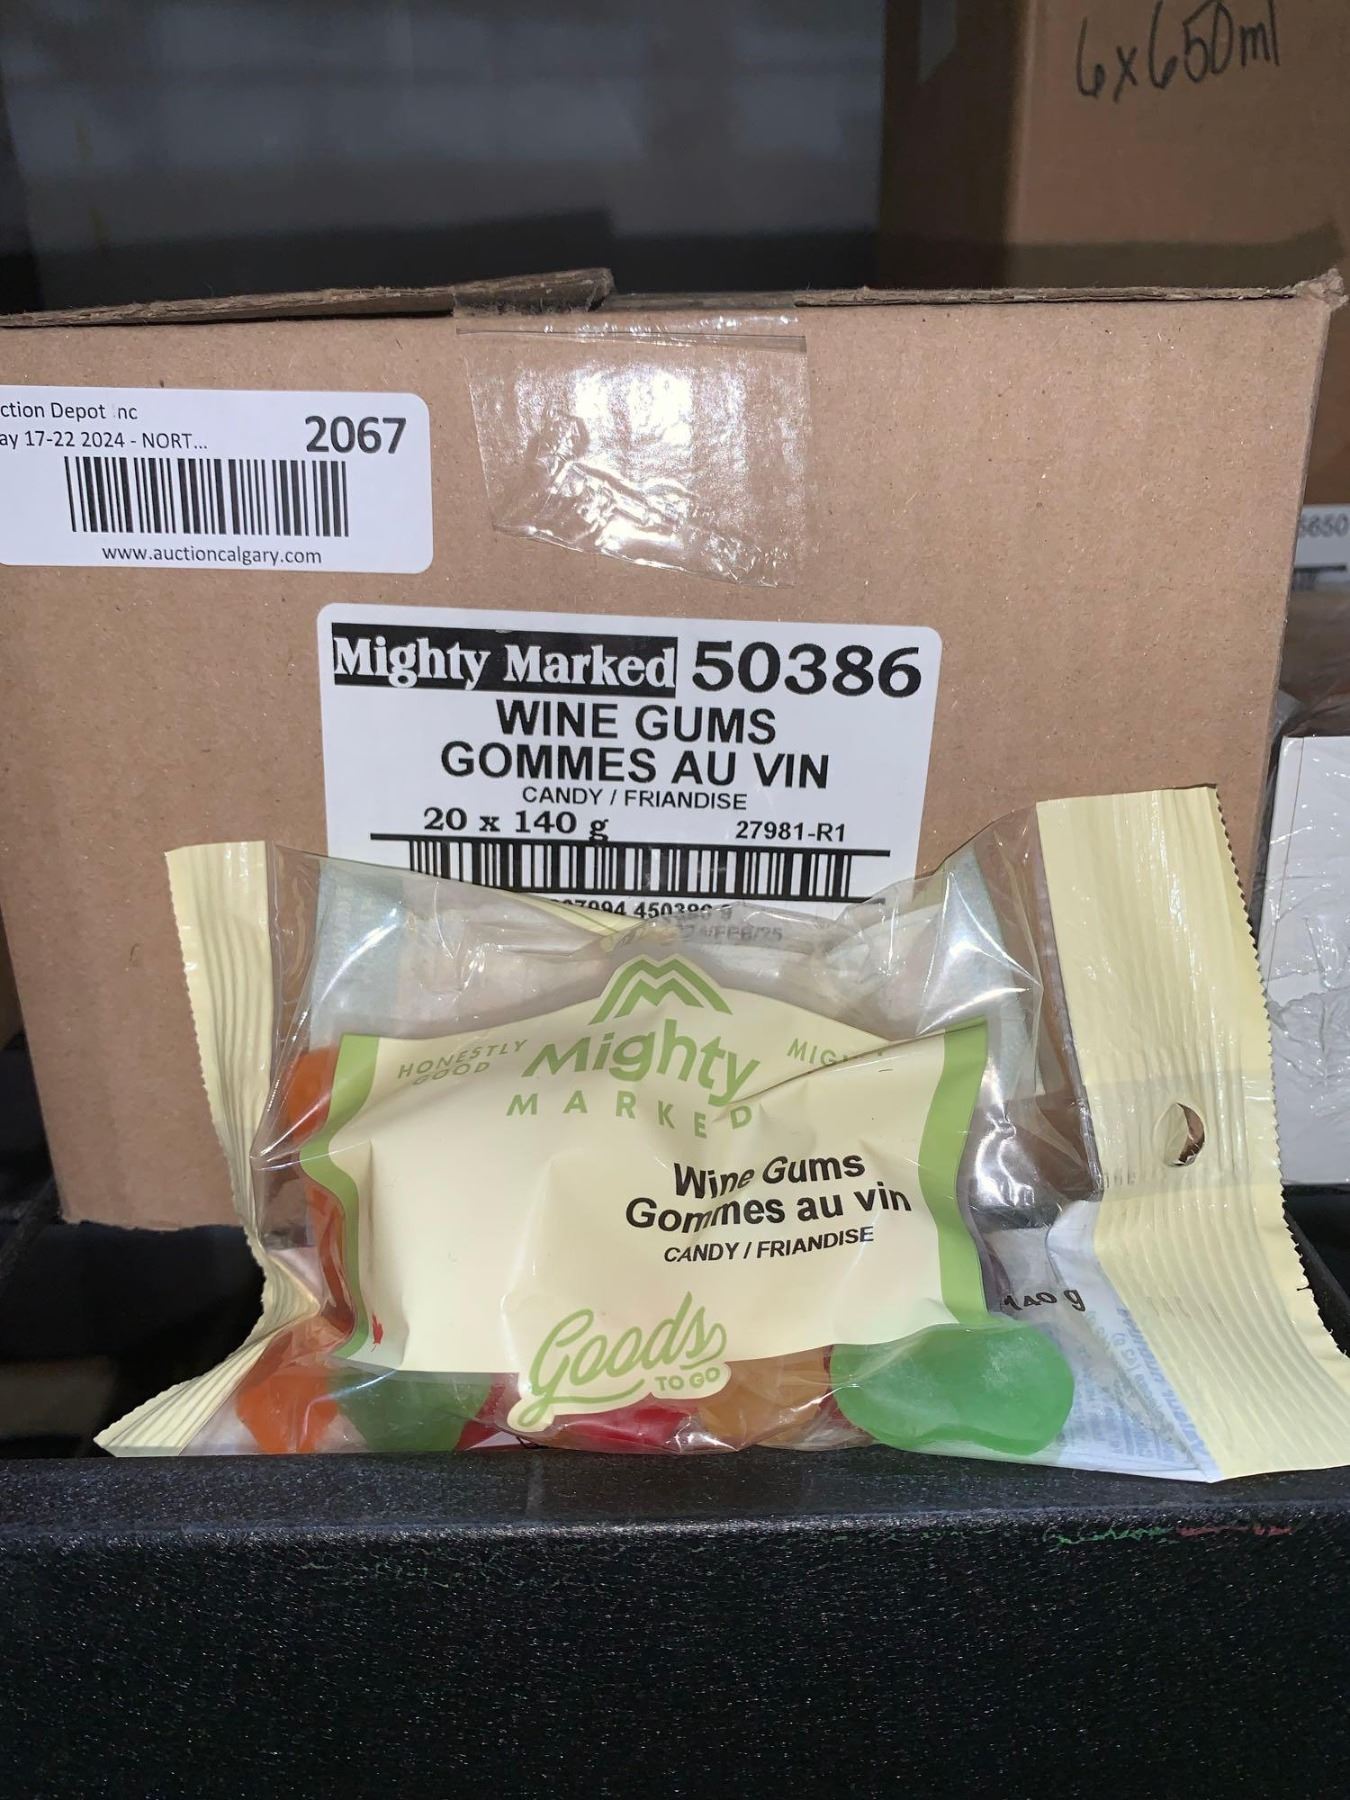 6x650ml
ction Depot Inc
ay 17-22 2024 - NORT...
2067
www.auctioncalgary.com
Mighty Marked 50386
WINE GUMS
GOMMES AU VIN
CANDY / FRIANDISE
20 x 140 g
27981-R1
HONESTLY GOOD
Mighty
MARKED
Wine Gums
Gommes au vin
CANDY / FRIANDISE
140 g
Goods
TO GO